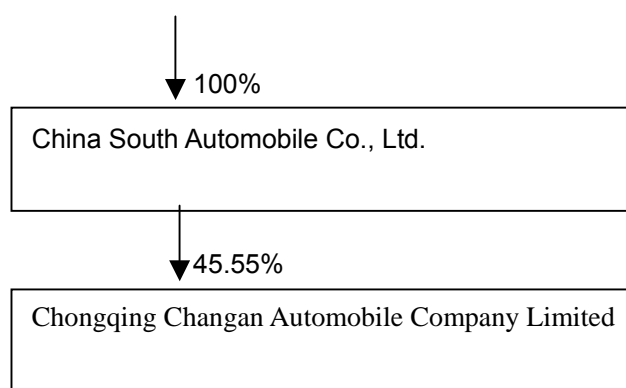 100%
China South Automobile Co., Ltd.
45.55%
Chongqing Changan Automobile Company Limited